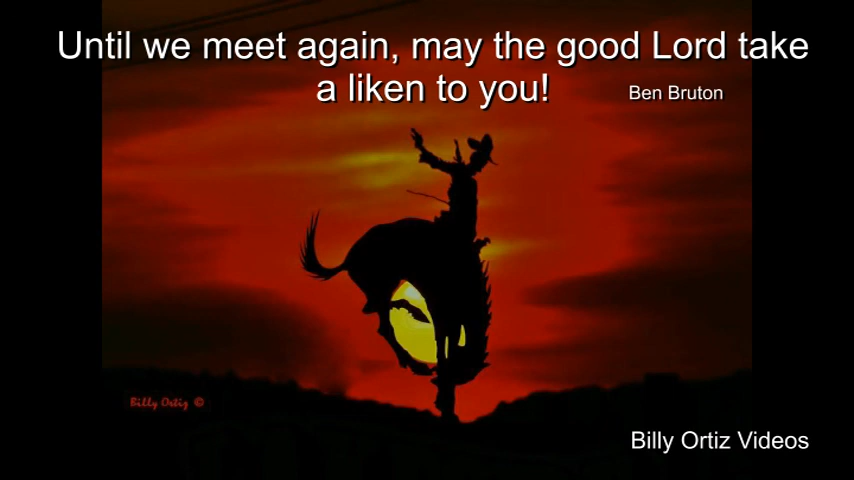 Until we meet again, may the good Lord take
a liken to you!
Ben Bruton
Billy Ortiz ©
Billy Ortiz Videos